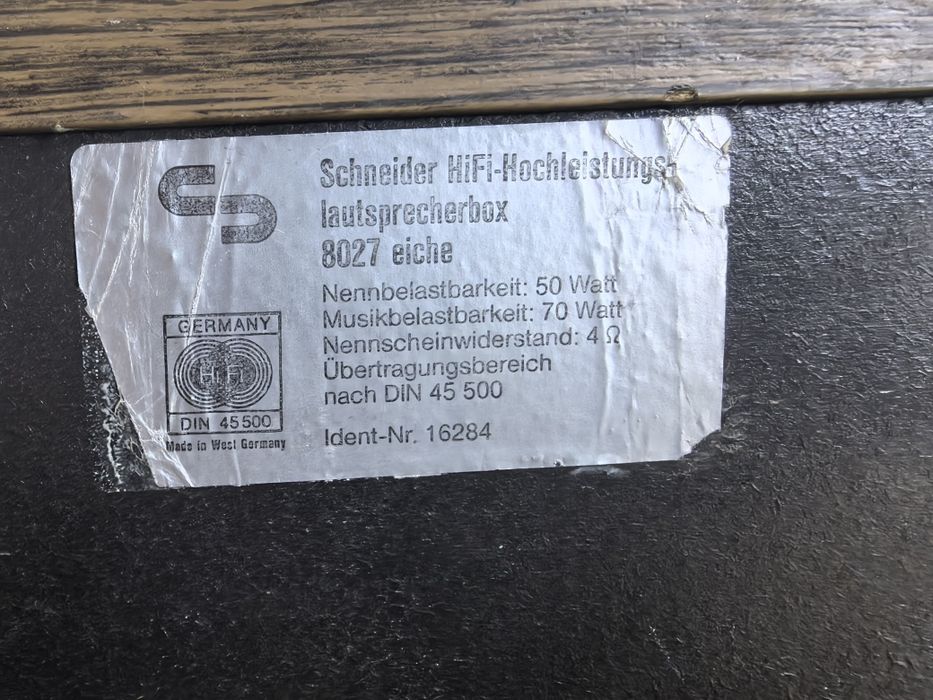 Schneider HiFi-Hochleistungs-
lautsprecherbox
8027 eiche
Nennbelastbarkeit: 50 Watt
Musikbelastbarkeit: 70 Watt
Nennscheinwiderstand: 4 Ω
Übertragungsbereich
nach DIN 45 500
Ident-Nr. 16284
GERMANY
HiFi
DIN 45500
Made in West Germany